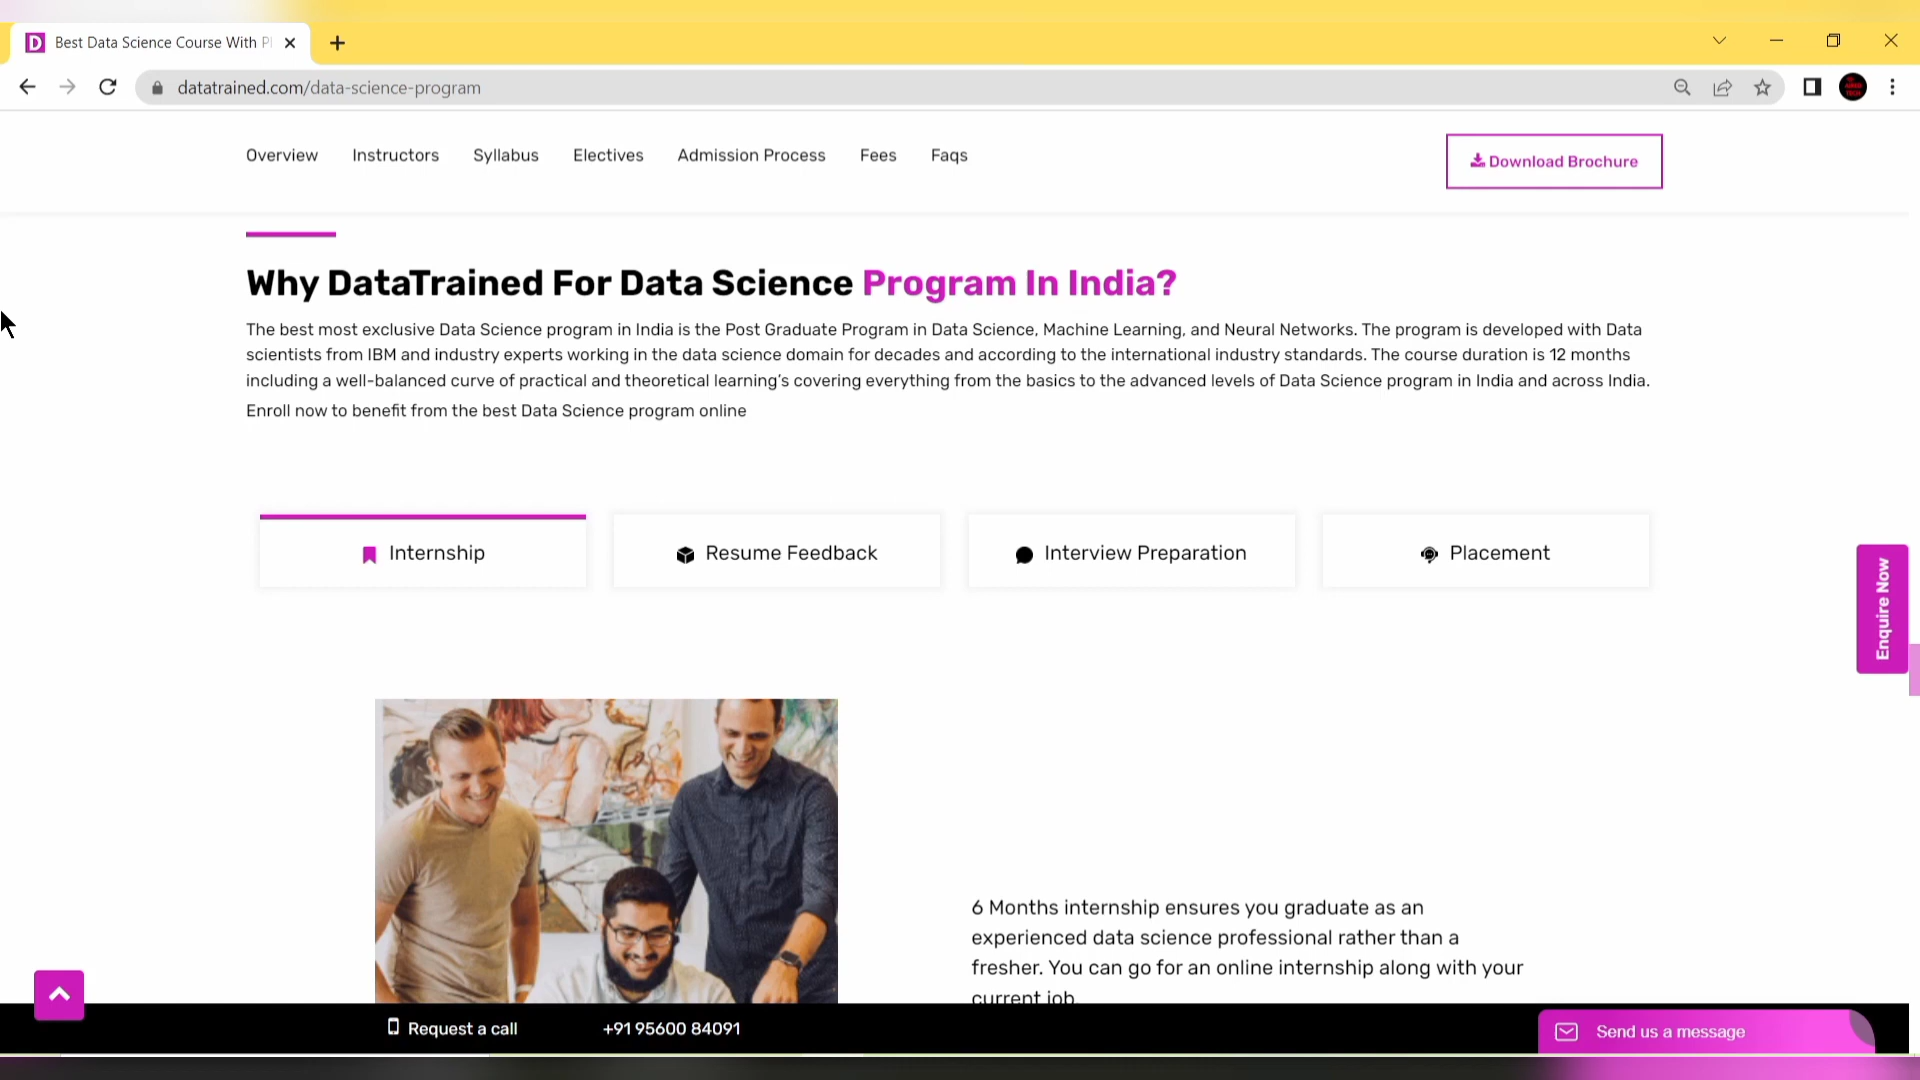 Best Data Science Course With Pl
datatrained.com/data-science-program
Overview Instructors Syllabus Electives Admission Process Fees Faqs
Download Brochure
Why DataTrained For Data Science Program In India?
The best most exclusive Data Science program in India is the Post Graduate Program in Data Science, Machine Learning, and Neural Networks. The program is developed with Data
scientists from IBM and industry experts working in the data science domain for decades and according to the international industry standards. The course duration is 12 months
including a well-balanced curve of practical and theoretical learning's covering everything from the basics to the advanced levels of Data Science program in India and across India.
Enroll now to benefit from the best Data Science program online
Internship Resume Feedback Interview Preparation Placement
Enquire Now
6 Months internship ensures you graduate as an
experienced data science professional rather than a
fresher. You can go for an online internship along with your
current job
Request a call +91 95600 84091
Send us a message